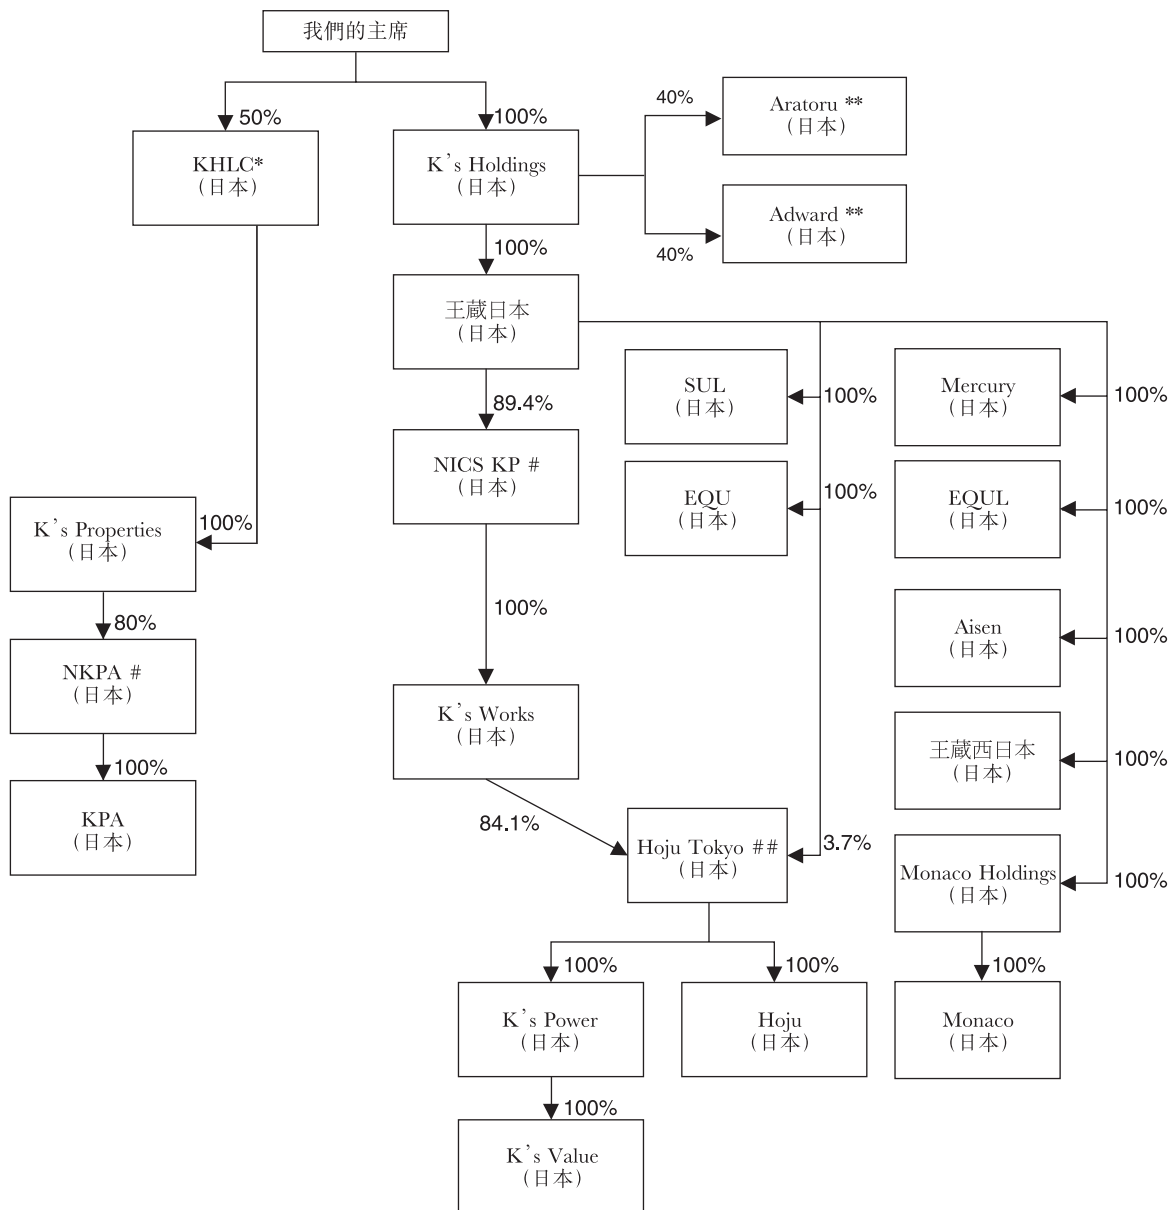 我們的主席
50%
100%
KHLC*
(日本)
K's Holdings
(日本)
40%
Aratoru **
(日本)
40%
Adward **
(日本)
100%
王蔵日本
(日本)
89.4%
NICS KP #
(日本)
SUL
(日本)
100%
Mercury
(日本)
100%
EQU
(日本)
100%
EQUL
(日本)
100%
K's Properties
(日本)
100%
80%
NKPA #
(日本)
100%
KPA
(日本)
100%
K's Works
(日本)
Aisen
(日本)
100%
王蔵西日本
(日本)
100%
84.1%
Hoju Tokyo ##
(日本)
3.7%
Monaco Holdings
(日本)
100%
100%
100%
100%
K's Power
(日本)
Hoju
(日本)
Monaco
(日本)
100%
K's Value
(日本)